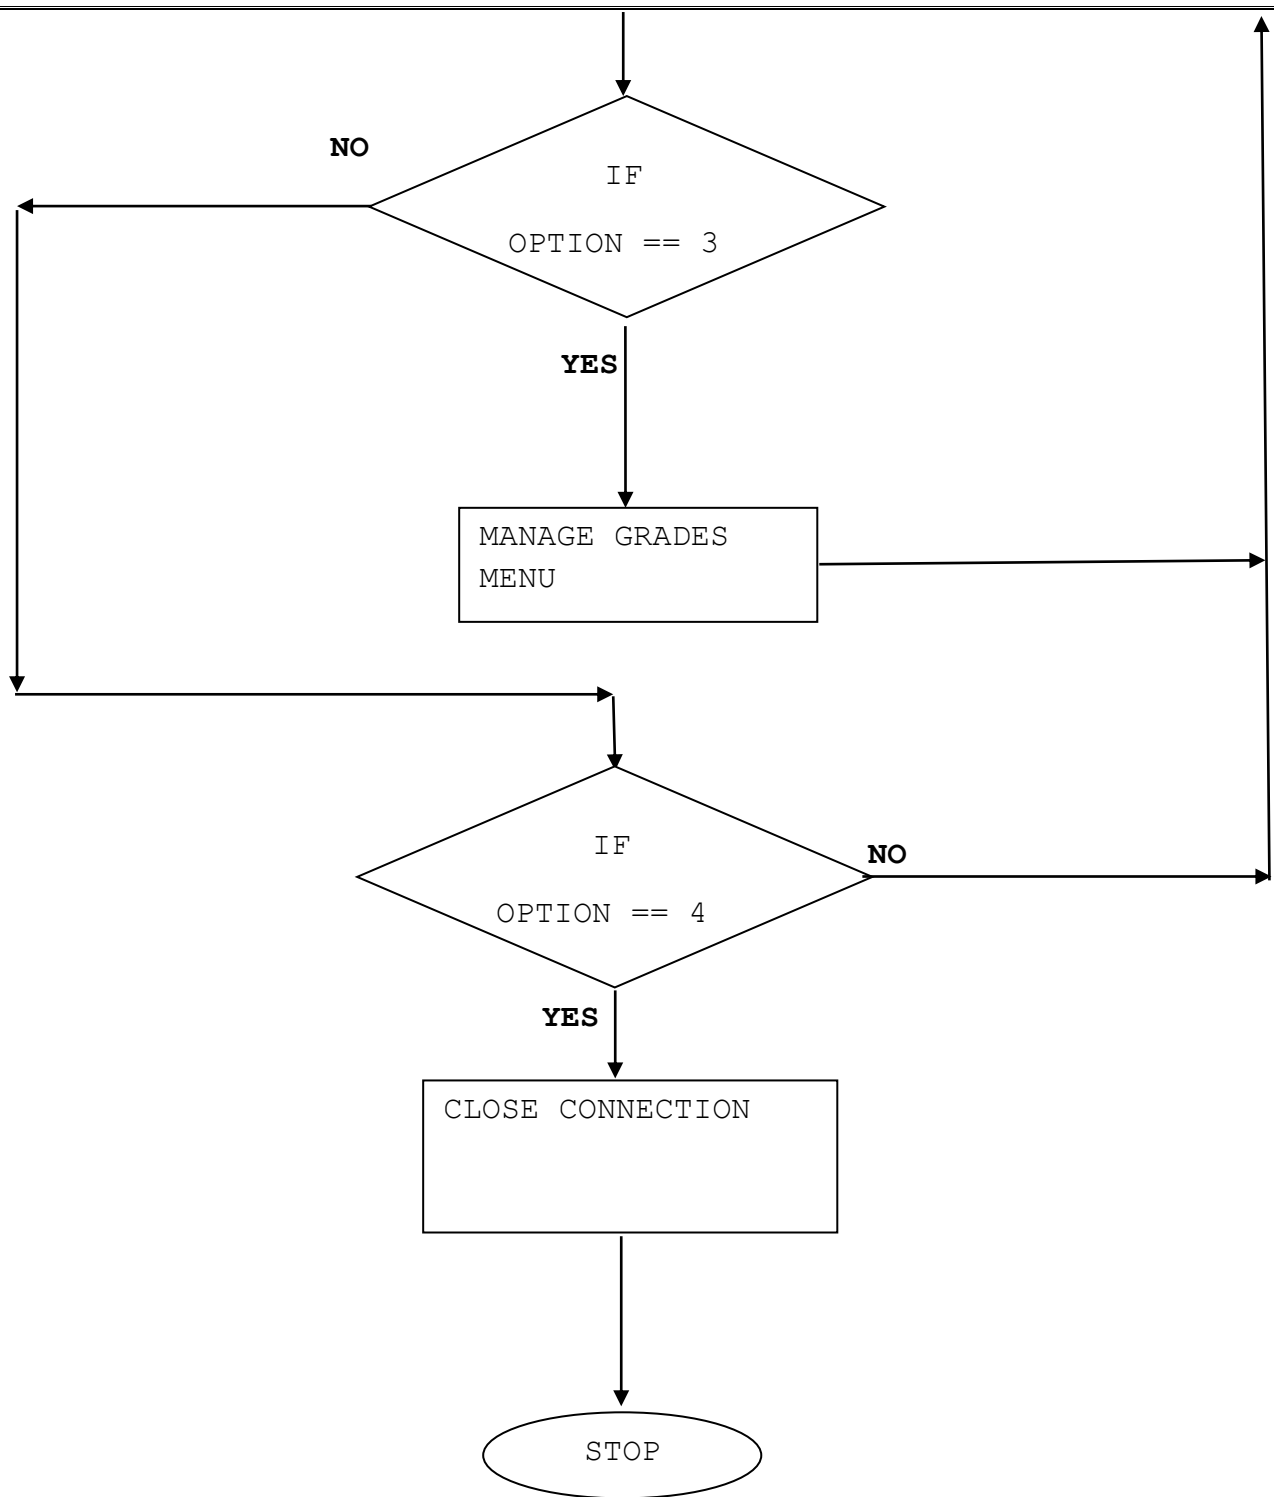 NO
IF
OPTION == 3
YES
MANAGE GRADES
MENU
IF
NO
OPTION == 4
YES
CLOSE CONNECTION
STOP